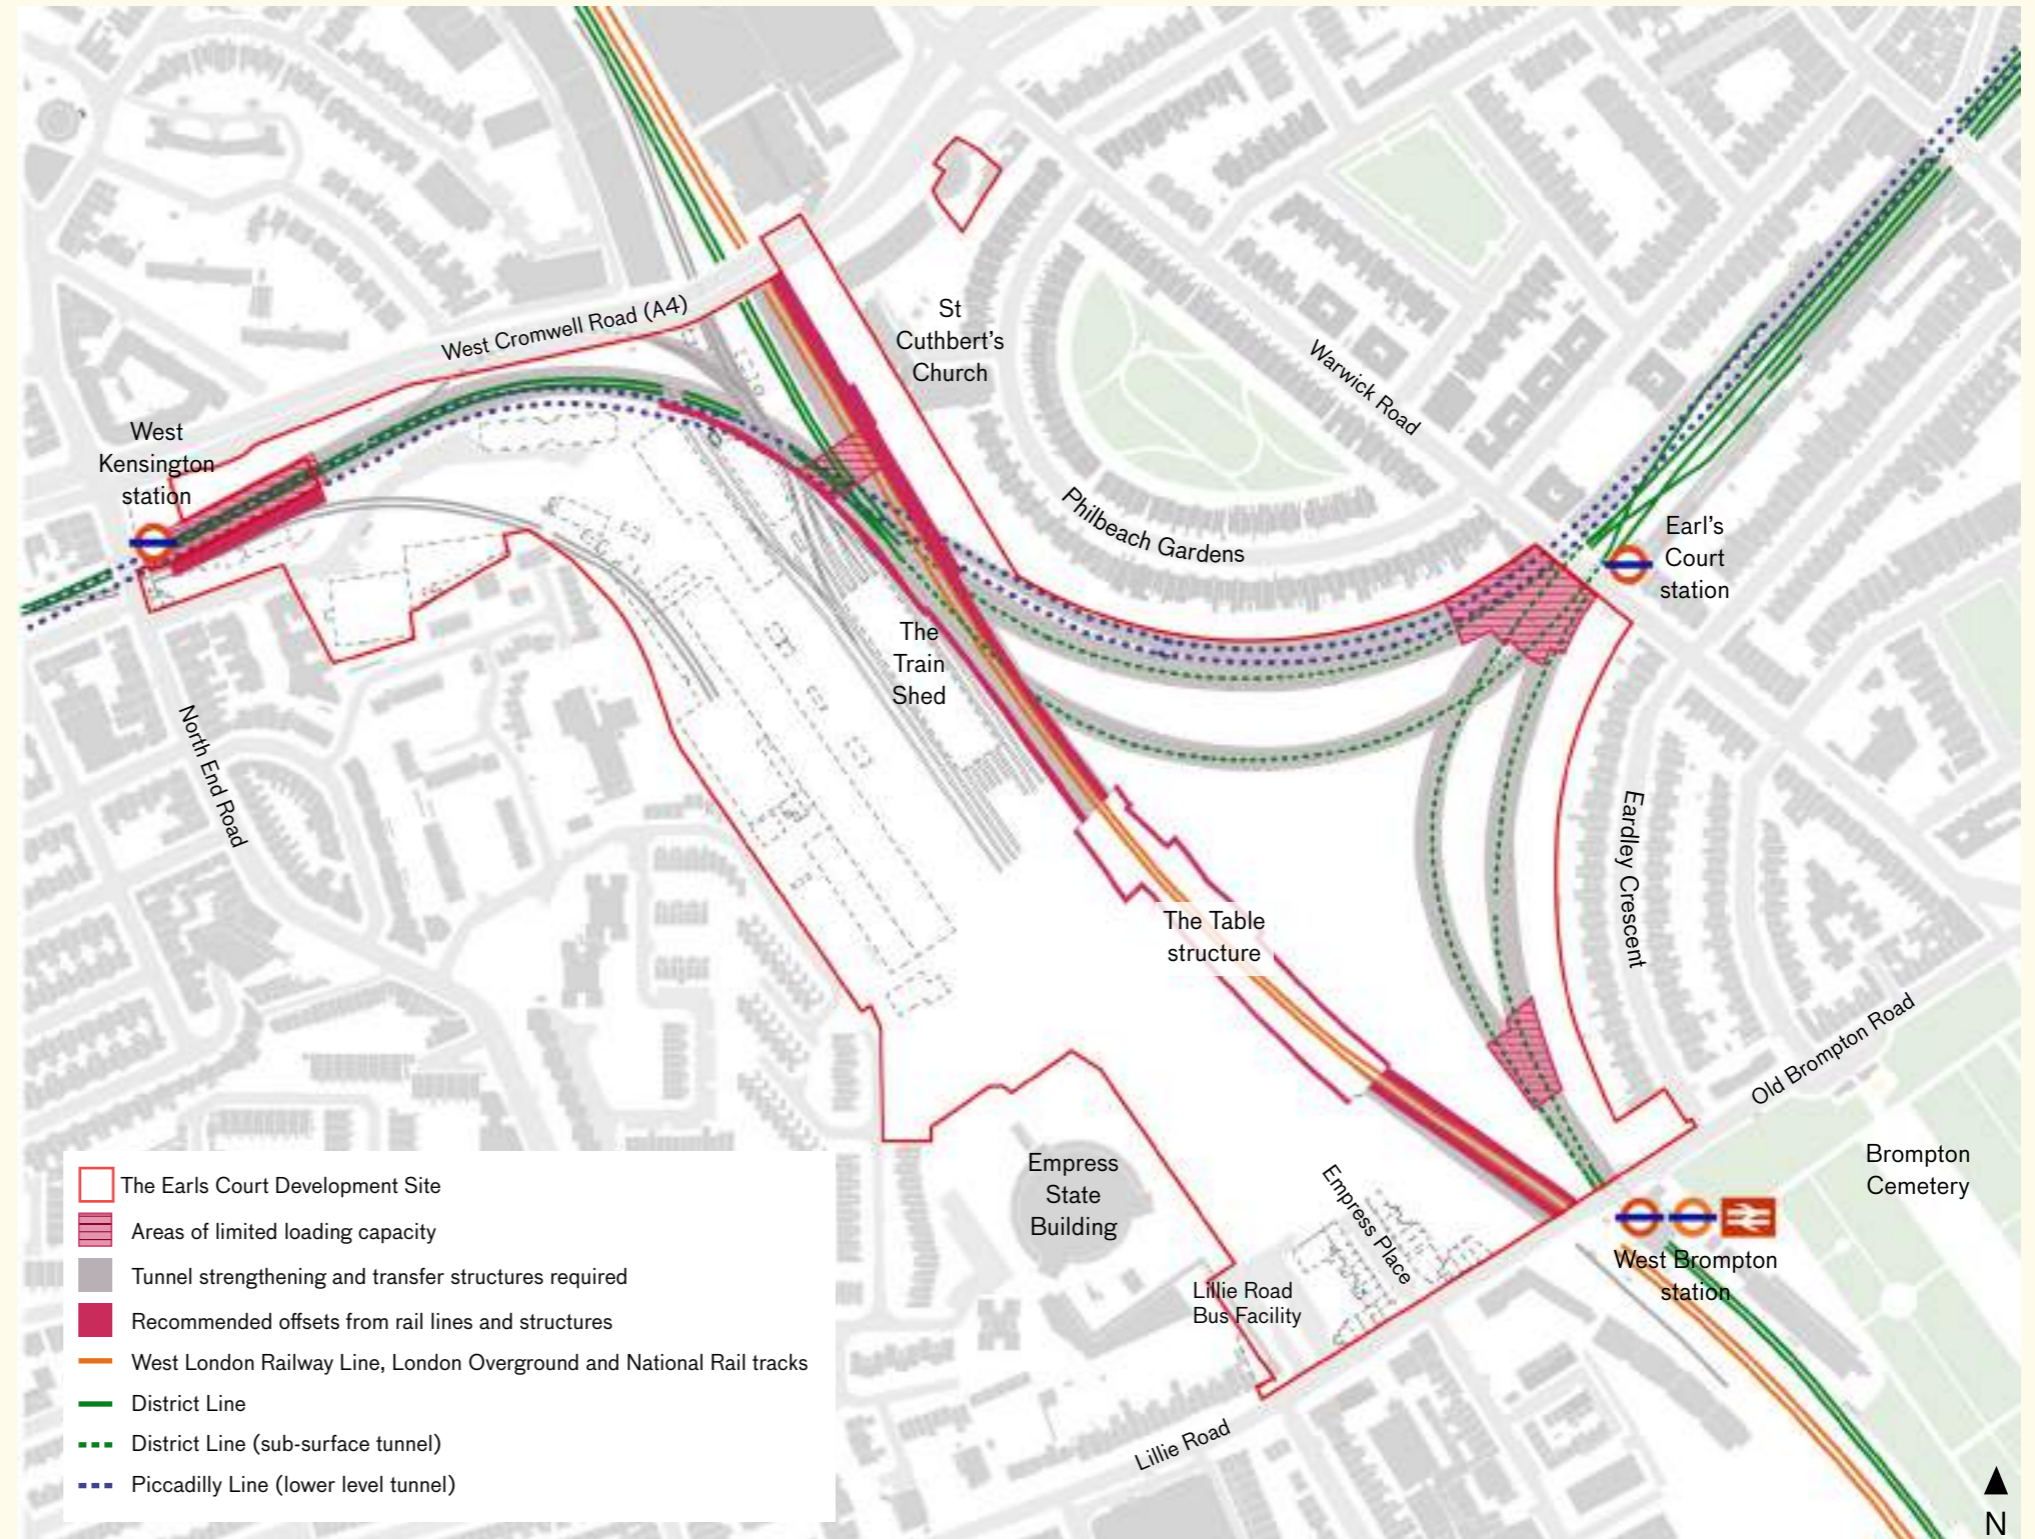 West Cromwell Road (A4)
St
Cuthbert's
Church
Warwick Road
West
Kensington
station
Philbeach Gardens
Earl's
Court
station
The
Train
Shed
North End Road
Eardley Crescent
The Table
structure
Old Brompton Road
Empress
State
Building
Empress Place
Brompton
Cemetery
West Brompton
station
Lillie Road
Bus Facility
Lillie Road
The Earls Court Development Site
Areas of limited loading capacity
Tunnel strengthening and transfer structures required
Recommended offsets from rail lines and structures
West London Railway Line, London Overground and National Rail tracks
District Line
District Line (sub-surface tunnel)
Piccadilly Line (lower level tunnel)
N